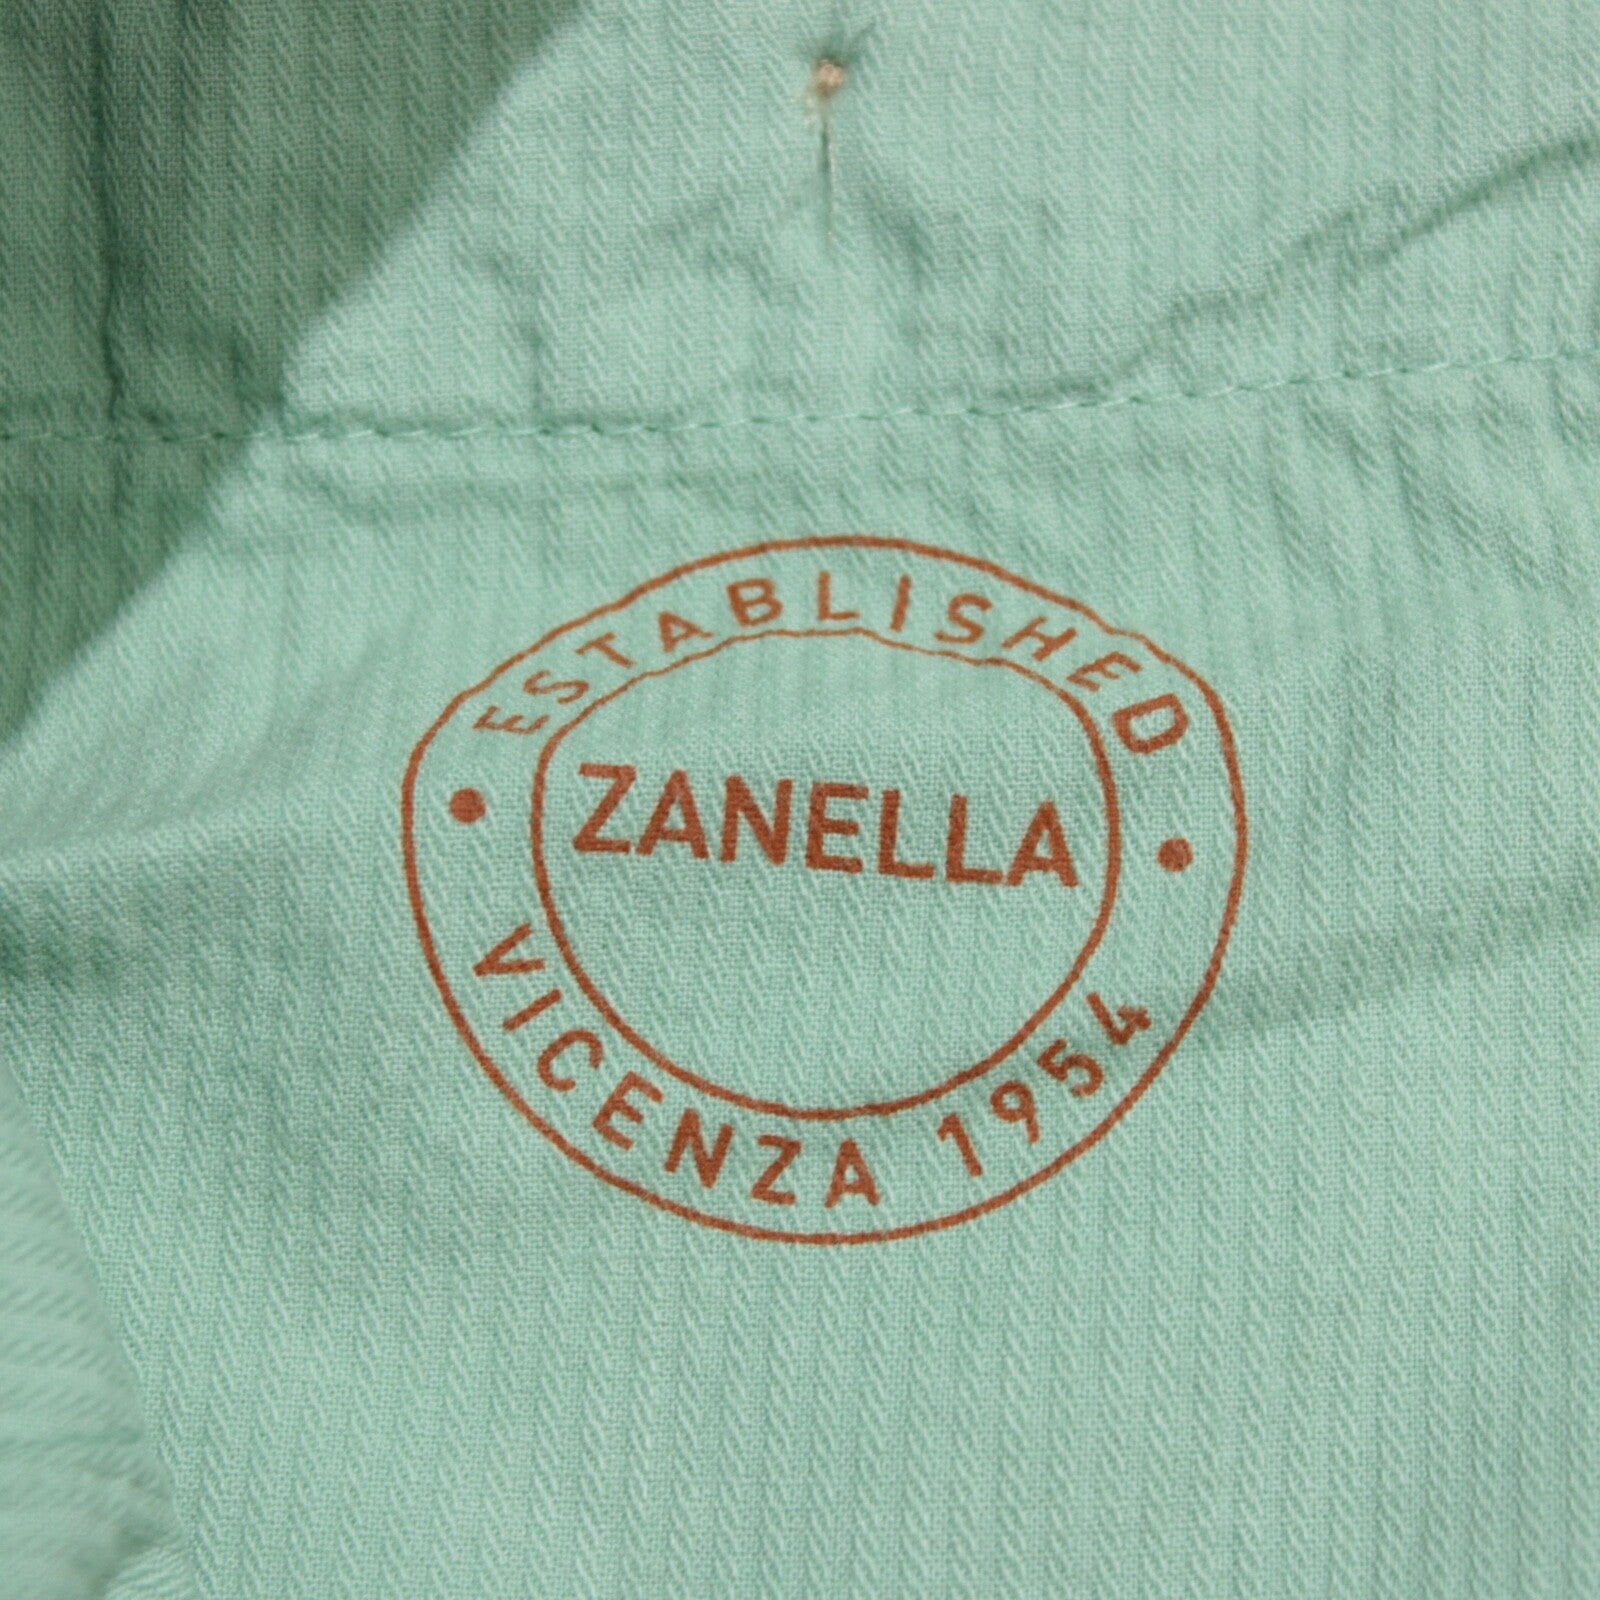 ESTABLISHED
ZANELLA
VICENZA 1954